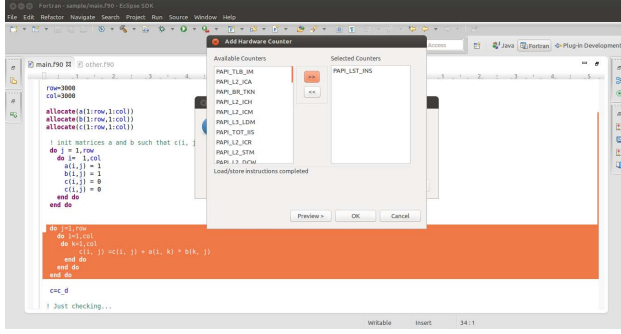 Fortran - sample/main.f90 - Eclipse SDK
File Edit Refactor Navigate Search Project Run Source Window Help
Access
Java
Fortran
Plug-in Development
main.f90
other.f90
row=3000
col=3000
allocate(a(1:row,1:col))
allocate(b(1:row,1:col))
allocate(c(1:row,1:col))
! init matrices a and b such that c(i, j
do j = 1,row
do i= 1,col
a(i,j) = 1
b(i,j) = 1
c(i,j) = 0
c(i,j) = 0
end do
end do
do j=1,row
do i=1,col
do k=1,col
c(i, j) =c(i, j) + a(i, k) * b(k, j)
end do
end do
end do
c=c_d
! Just checking...
Add Hardware Counter
Available Counters
PAPI_TLB_IM
PAPI_L2_ICA
PAPI_BR_TKN
PAPI_L2_ICH
PAPI_L2_ICM
PAPI_L3_LDM
PAPI_TOT_IIS
PAPI_L2_ICR
PAPI_L2_STM
PAPI_L2_DCW
>>
<<
Selected Counters
PAPI_LST_INS
Load/store instructions completed
Preview >
OK
Cancel
Writable
Insert
34 : 1